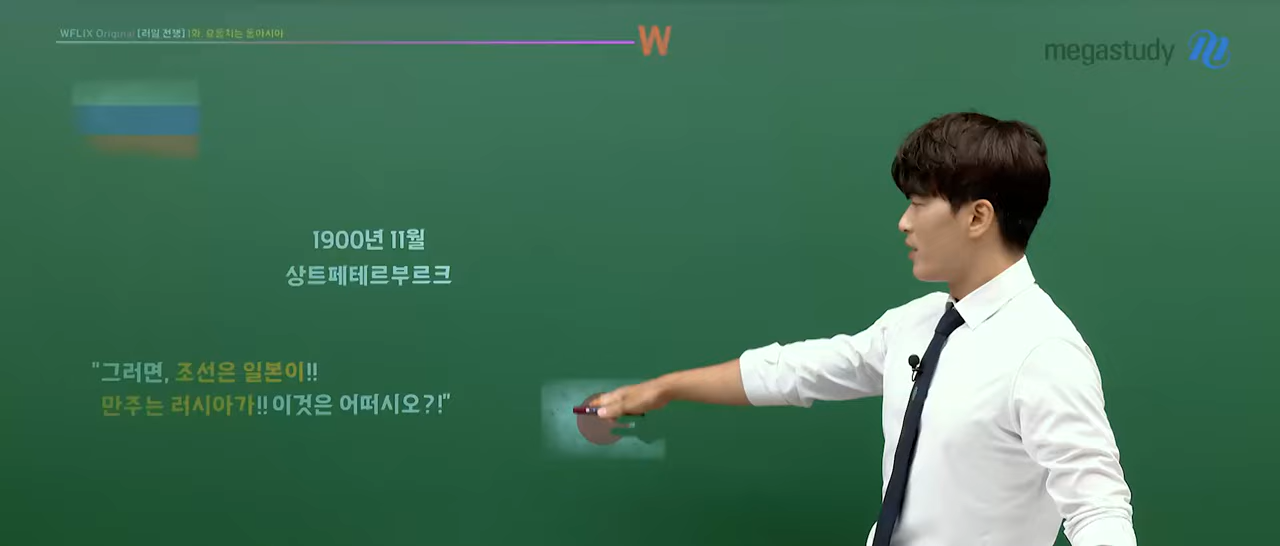 WFLIX Original [러일 전쟁] 1화. 요동치는 동아시아
W
megastudy
1900년 11월
상트페테르부르크
"그러면, 조선은 일본이!!
만주는 러시아가!! 이것은 어떠시오?!"